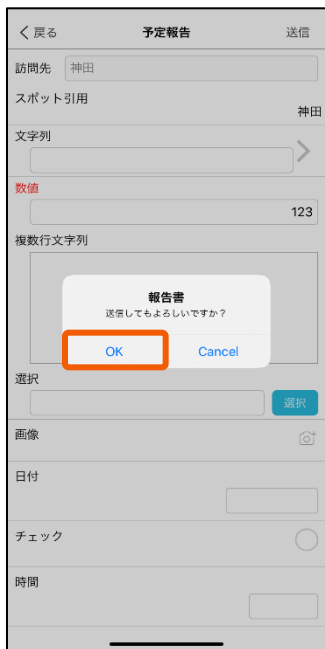 戻る 予定報告 送信
訪問先 神田
スポット引用
神田
文字列
数値
123
複数行文字列
報告書
送信してもよろしいですか？
OK Cancel
選択
選択
画像
日付
チェック
時間